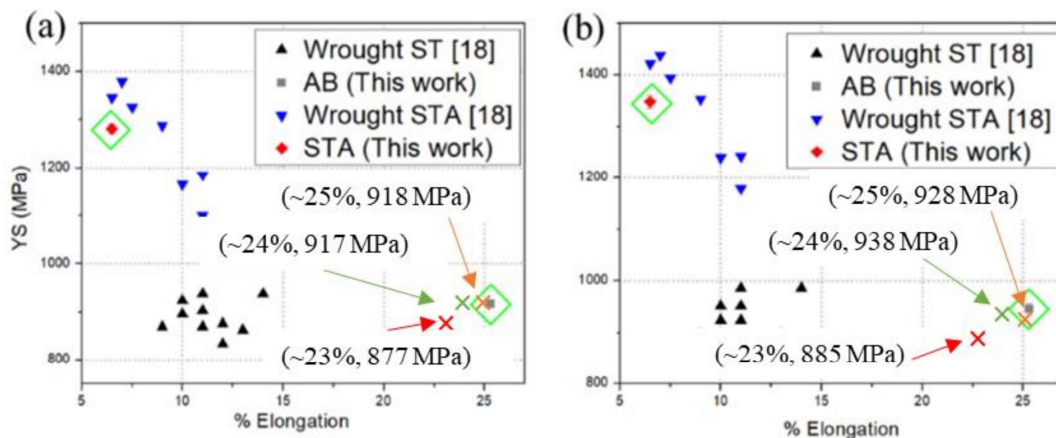 (a)
Wrought ST [18]
AB (This work)
Wrought STA [18]
STA (This work)
(~25%, 918 MPa)
(~24%, 917 MPa)
(~23%, 877 MPa)
YS (MPa)
1400
1200
1000
800
5
10
15
20
25
% Elongation
(b)
Wrought ST [18]
AB (This work)
Wrought STA [18]
STA (This work)
(~25%, 928 MPa)
(~24%, 938 MPa)
(~23%, 885 MPa)
1400
1200
1000
800
5
10
15
20
25
% Elongation